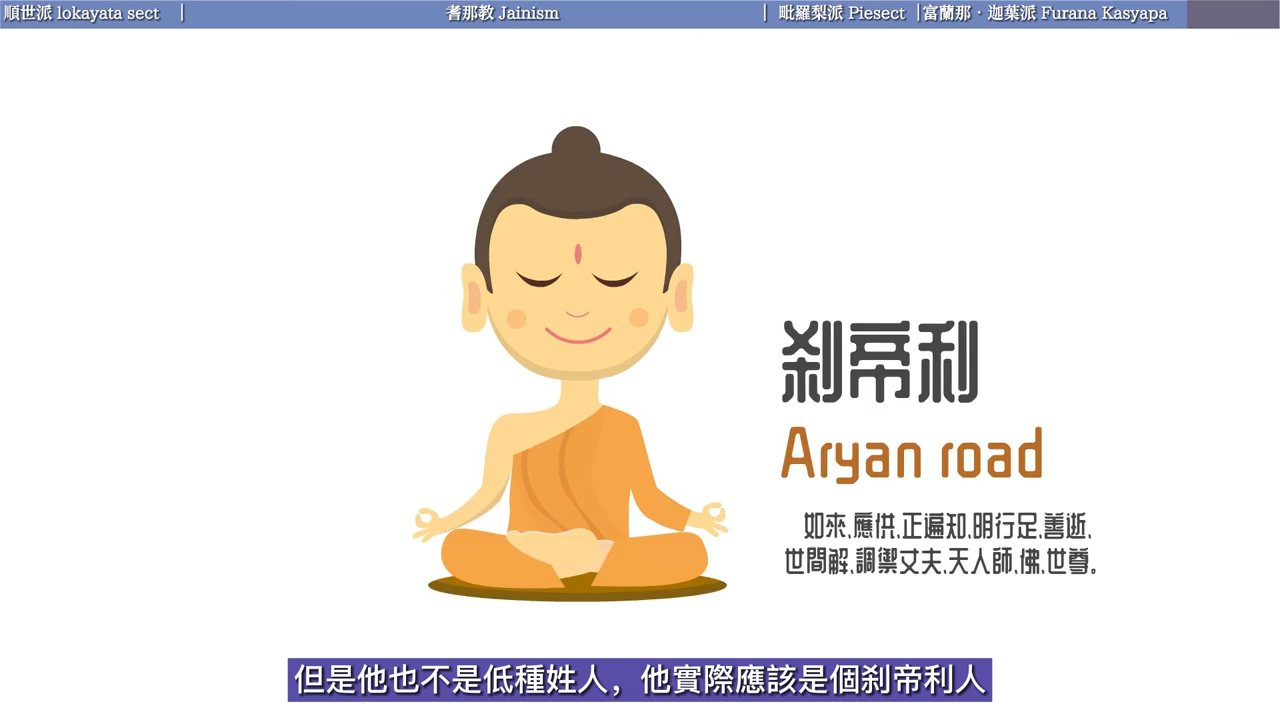 順世派 lokayata sect | 耆那教 Jainism | 毗羅梨派 Piesect | 富蘭那·迦葉派 Furana Kasyapa
剎帝利
Aryan road
如來、應供、正遍知、明行足、善逝、
世間解、調禦丈夫、天人師、佛、世尊。
但是他也不是低種姓人，他實際應該是個剎帝利人